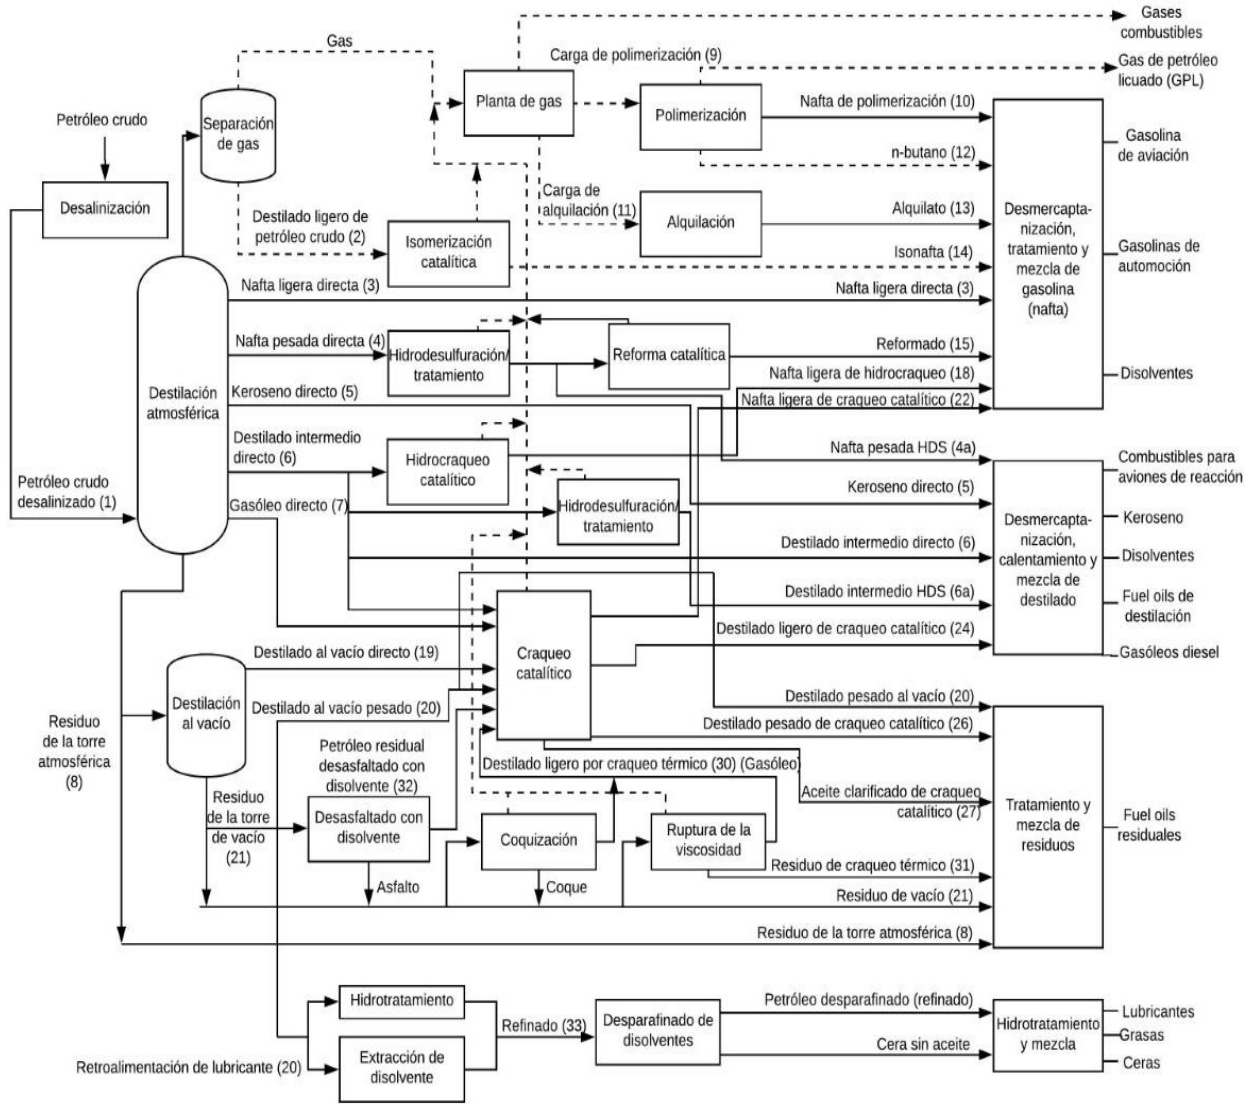 Gases
combustibles
Gas
Carga de polimerización (9)
Gas de petróleo
licuado (GPL)
Petróleo crudo
Separación
de gas
Planta de gas
Polimerización
Nafta de polimerización (10)
Gasolina
de aviación
n-butano (12)
Desalinización
Destilado ligero de
petróleo crudo (2)
Carga de
alquilación (11)
Isomerización
catalítica
Alquilación
Alquilato (13)
Isonafta (14)
Desmercapta-
nización,
tratamiento y
mezcla de
gasolina
(nafta)
Gasolinas de
automoción
Nafta ligera directa (3)
Nafta ligera directa (3)
Nafta pesada directa (4)
Hidrodesulfuración/
tratamiento
Reforma catalítica
Reformado (15)
Destilación
atmosférica
Keroseno directo (5)
Nafta ligera de hidrocraqueo (18)
Nafta ligera de craqueo catalítico (22)
Disolventes
Destilado intermedio
directo (6)
Hidrocraqueo
catalítico
Nafta pesada HDS (4a)
Combustibles para
aviones de reacción
Petróleo crudo
desalinizado (1)
Gasóleo directo (7)
Hidrodesulfuración/
tratamiento
Keroseno directo (5)
Keroseno
Desmercapta-
nización,
calentamiento y
mezcla de
destilado
Destilado intermedio directo (6)
Disolventes
Destilado intermedio HDS (6a)
Fuel oils de
destilación
Destilado ligero de craqueo catalítico (24)
Gasóleos diesel
Craqueo
catalítico
Destilado al vacío directo (19)
Destilación
al vacío
Destilado al vacío pesado (20)
Destilado pesado al vacío (20)
Destilado pesado de craqueo catalítico (26)
Residuo
de la torre
atmosférica
(8)
Petróleo residual
desasfaltado con
disolvente (32)
Destilado ligero por craqueo térmico (30) (Gasóleo)
Aceite clarificado de craqueo
catalítico (27)
Residuo
de la torre
de vacío
(21)
Desasfaltado con
disolvente
Coquización
Ruptura de la
viscosidad
Tratamiento y
mezcla de
residuos
Fuel oils
residuales
Residuo de craqueo térmico (31)
Asfalto
Coque
Residuo de vacío (21)
Residuo de la torre atmosférica (8)
Hidrotratamiento
Petróleo desparafinado (refinado)
Refinado (33)
Desparafinado de
disolventes
Hidrotratamiento
y mezcla
Lubricantes
Grasas
Ceras
Cera sin aceite
Retroalimentación de lubricante (20)
Extracción de
disolvente